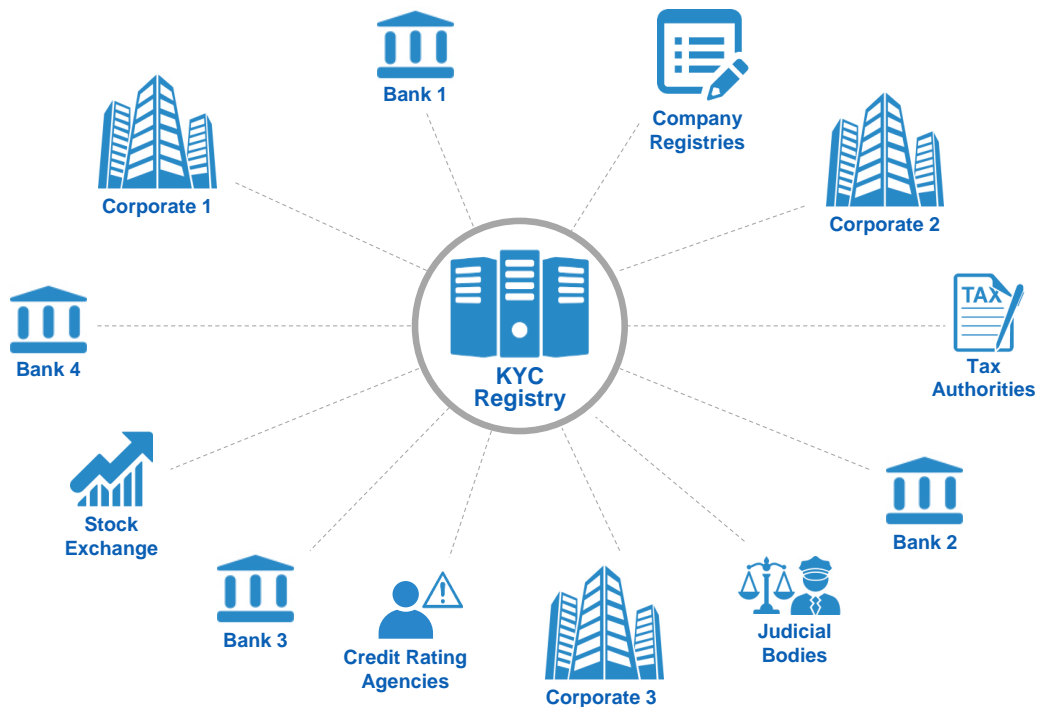 Bank 1
Company
Registries
Corporate 1
Corporate 2
TAX
Bank 4
KYC
Registry
Tax
Authorities
Stock
Exchange
Bank 2
Bank 3
Credit Rating
Agencies
Corporate 3
Judicial
Bodies